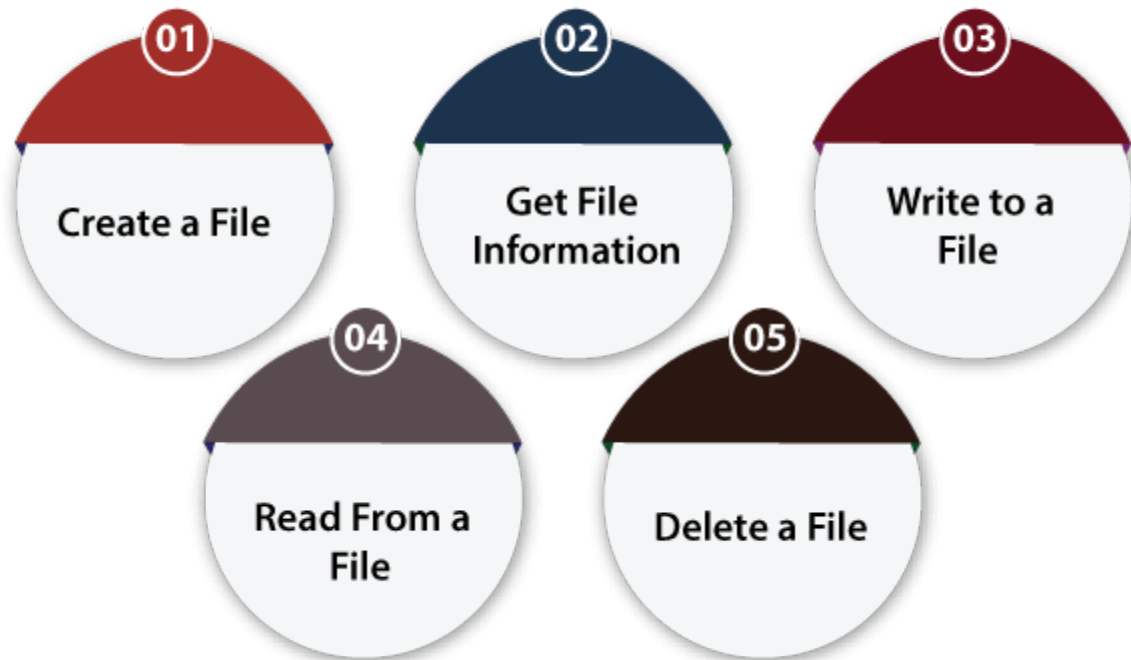 01
Create a File
02
Get File
Information
03
Write to a
File
04
Read From a
File
05
Delete a File